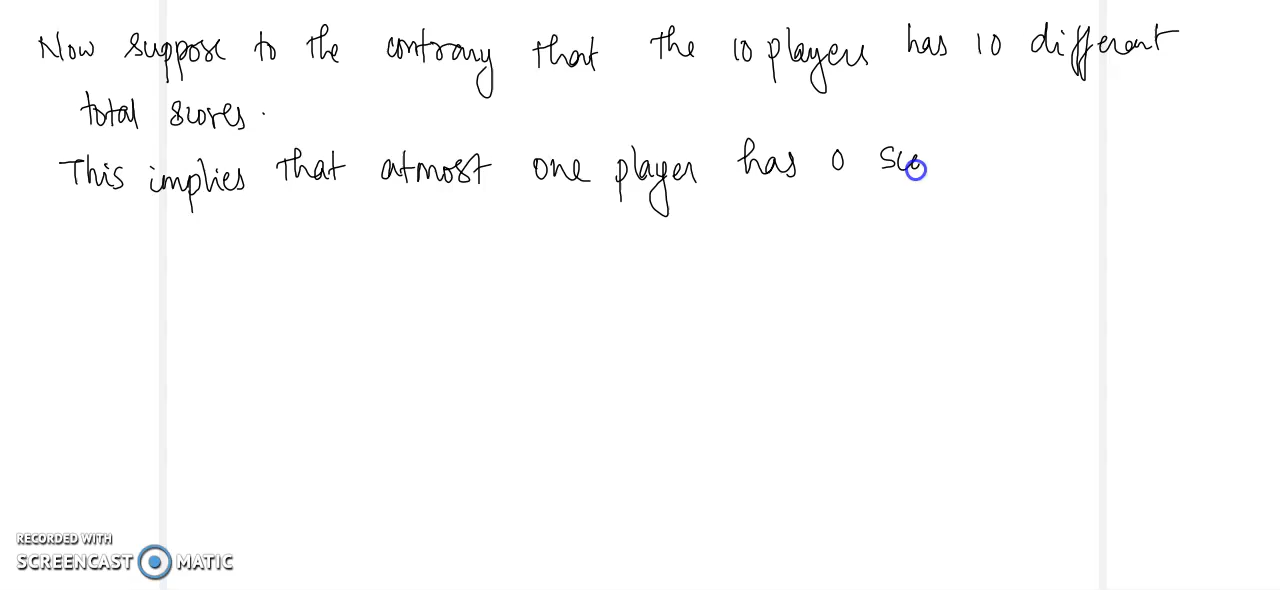 Now suppose to the contrary that the 10 players has 10 different
total scores.
This implies that atmost one player has 0 sco
RECORDED WITH
SCREENCAST MATIC